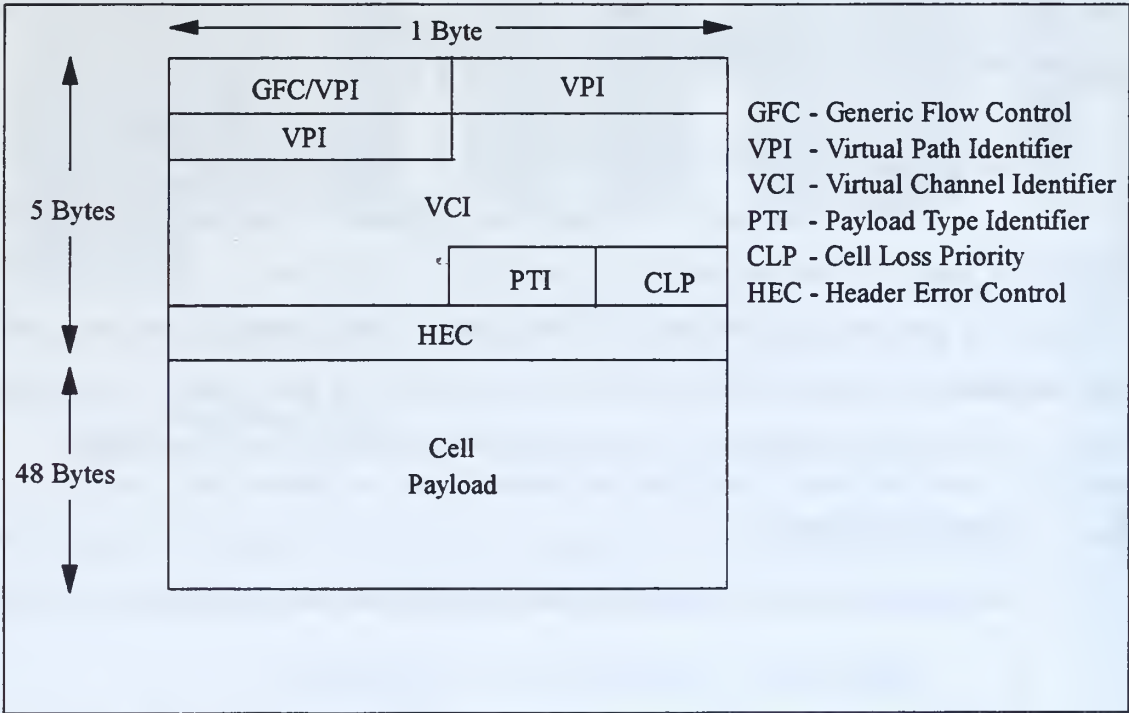 1 Byte
GFC/VPI
VPI
VPI
5 Bytes
VCI
PTI
CLP
HEC
48 Bytes
Cell
Payload
GFC - Generic Flow Control
VPI - Virtual Path Identifier
VCI - Virtual Channel Identifier
PTI - Payload Type Identifier
CLP - Cell Loss Priority
HEC - Header Error Control